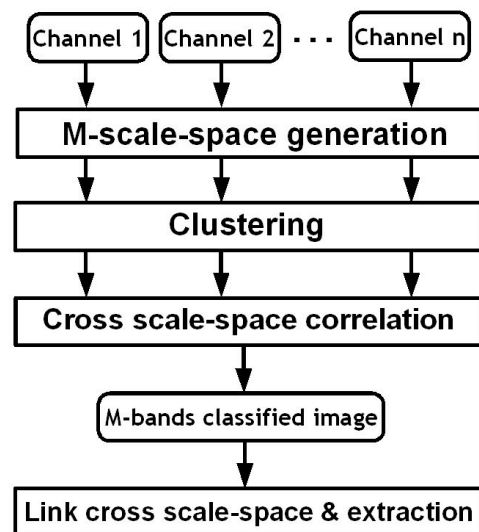 Channel 1 Channel 2 . . . Channel n
M-scale-space generation
Clustering
Cross scale-space correlation
M-bands classified image
Link cross scale-space & extraction